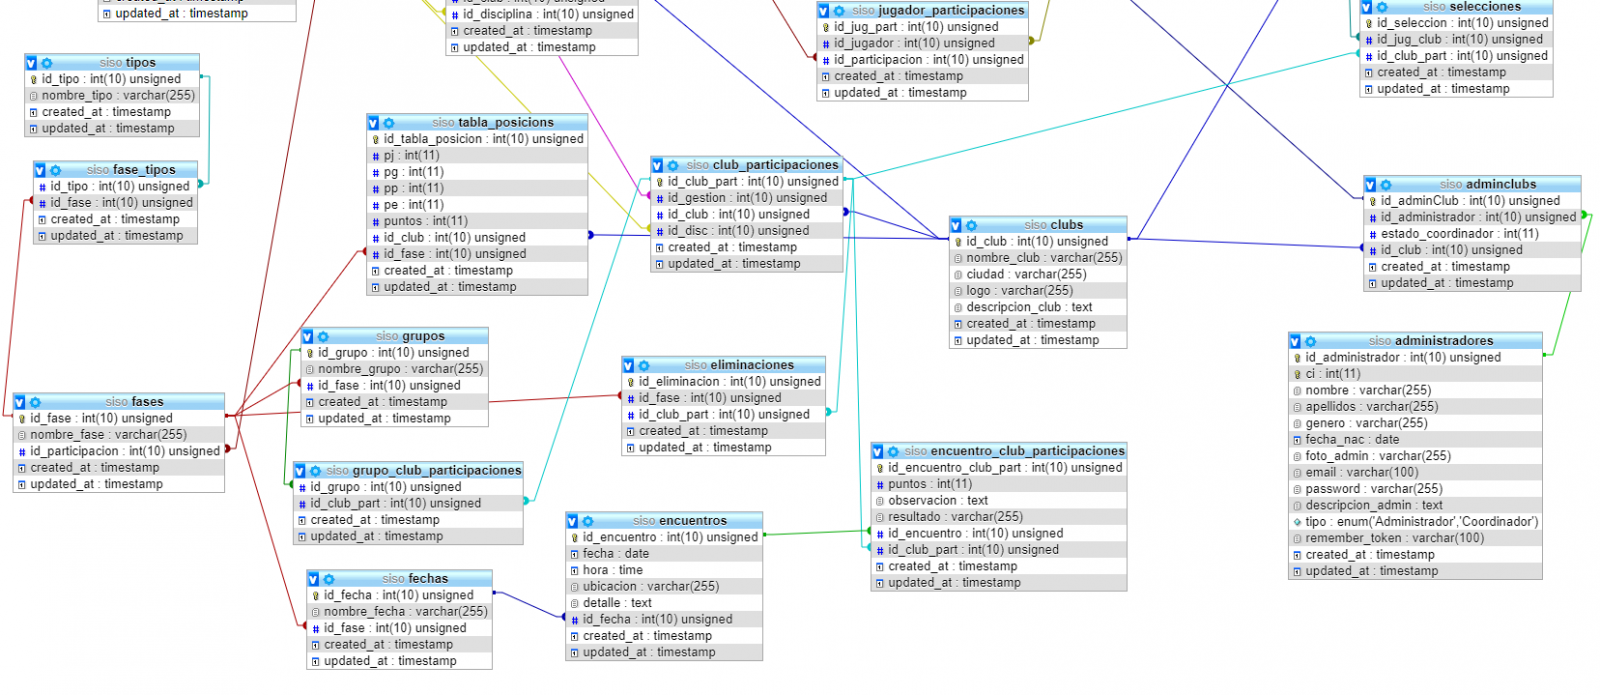 updated_at : timestamp
id_disciplina : int(10) unsigned
created_at : timestamp
updated_at : timestamp
siso jugador_participaciones
id_jug_part : int(10) unsigned
id_jugador : int(10) unsigned
id_participacion : int(10) unsigned
created_at : timestamp
updated_at : timestamp
siso selecciones
id_seleccion : int(10) unsigned
id_jug_club : int(10) unsigned
id_club_part : int(10) unsigned
created_at : timestamp
updated_at : timestamp
siso tipos
id_tipo : int(10) unsigned
nombre_tipo : varchar(255)
created_at : timestamp
updated_at : timestamp
siso fase_tipos
id_tipo : int(10) unsigned
id_fase : int(10) unsigned
created_at : timestamp
updated_at : timestamp
siso tabla_posicions
id_tabla_posicion : int(10) unsigned
pj : int(11)
pg : int(11)
pp : int(11)
pe : int(11)
puntos : int(11)
id_club : int(10) unsigned
id_fase : int(10) unsigned
created_at : timestamp
updated_at : timestamp
siso club_participaciones
id_club_part : int(10) unsigned
id_gestion : int(10) unsigned
id_club : int(10) unsigned
id_disc : int(10) unsigned
created_at : timestamp
updated_at : timestamp
siso clubs
id_club : int(10) unsigned
nombre_club : varchar(255)
ciudad : varchar(255)
logo : varchar(255)
descripcion_club : text
created_at : timestamp
updated_at : timestamp
siso adminclubs
id_adminClub : int(10) unsigned
id_administrador : int(10) unsigned
estado_coordinador : int(11)
id_club : int(10) unsigned
created_at : timestamp
updated_at : timestamp
siso grupos
id_grupo : int(10) unsigned
nombre_grupo : varchar(255)
id_fase : int(10) unsigned
created_at : timestamp
updated_at : timestamp
siso eliminaciones
id_eliminacion : int(10) unsigned
id_fase : int(10) unsigned
id_club_part : int(10) unsigned
created_at : timestamp
updated_at : timestamp
siso administradores
id_administrador : int(10) unsigned
ci : int(11)
nombre : varchar(255)
apellidos : varchar(255)
genero : varchar(255)
fecha_nac : date
foto_admin : varchar(255)
email : varchar(100)
password : varchar(255)
descripcion_admin : text
tipo : enum('Administrador','Coordinador')
remember_token : varchar(100)
created_at : timestamp
updated_at : timestamp
siso fases
id_fase : int(10) unsigned
nombre_fase : varchar(255)
id_participacion : int(10) unsigned
created_at : timestamp
updated_at : timestamp
siso grupo_club_participaciones
id_grupo : int(10) unsigned
id_club_part : int(10) unsigned
created_at : timestamp
updated_at : timestamp
siso encuentro_club_participaciones
id_encuentro_club_part : int(10) unsigned
puntos : int(11)
observacion : text
resultado : varchar(255)
id_encuentro : int(10) unsigned
id_club_part : int(10) unsigned
created_at : timestamp
updated_at : timestamp
siso encuentros
id_encuentro : int(10) unsigned
fecha : date
hora : time
ubicacion : varchar(255)
detalle : text
id_fecha : int(10) unsigned
created_at : timestamp
updated_at : timestamp
siso fechas
id_fecha : int(10) unsigned
nombre_fecha : varchar(255)
id_fase : int(10) unsigned
created_at : timestamp
updated_at : timestamp